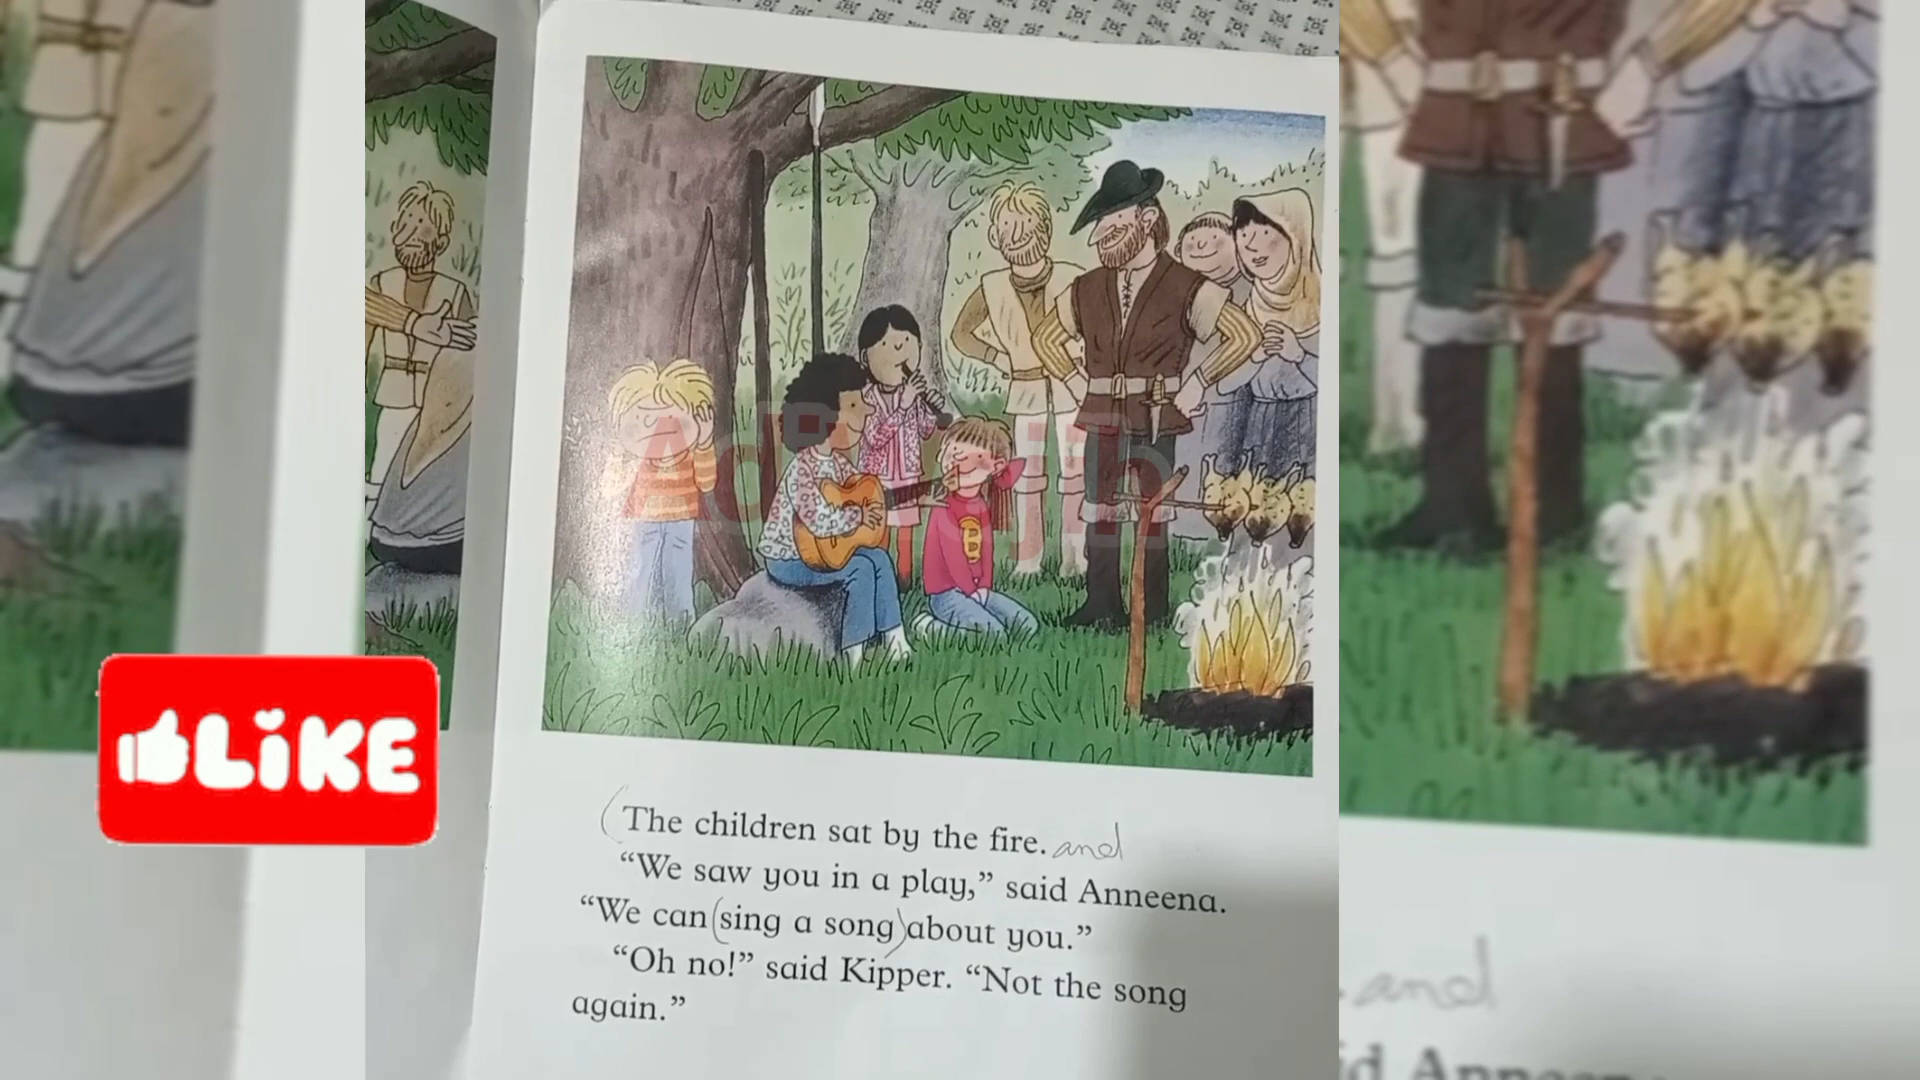 LiKE
B
(The children sat by the fire. and
“We saw you in a play,” said Anneena.
“We can (sing a song) about you.”
“Oh no!” said Kipper. “Not the song
again.”
and